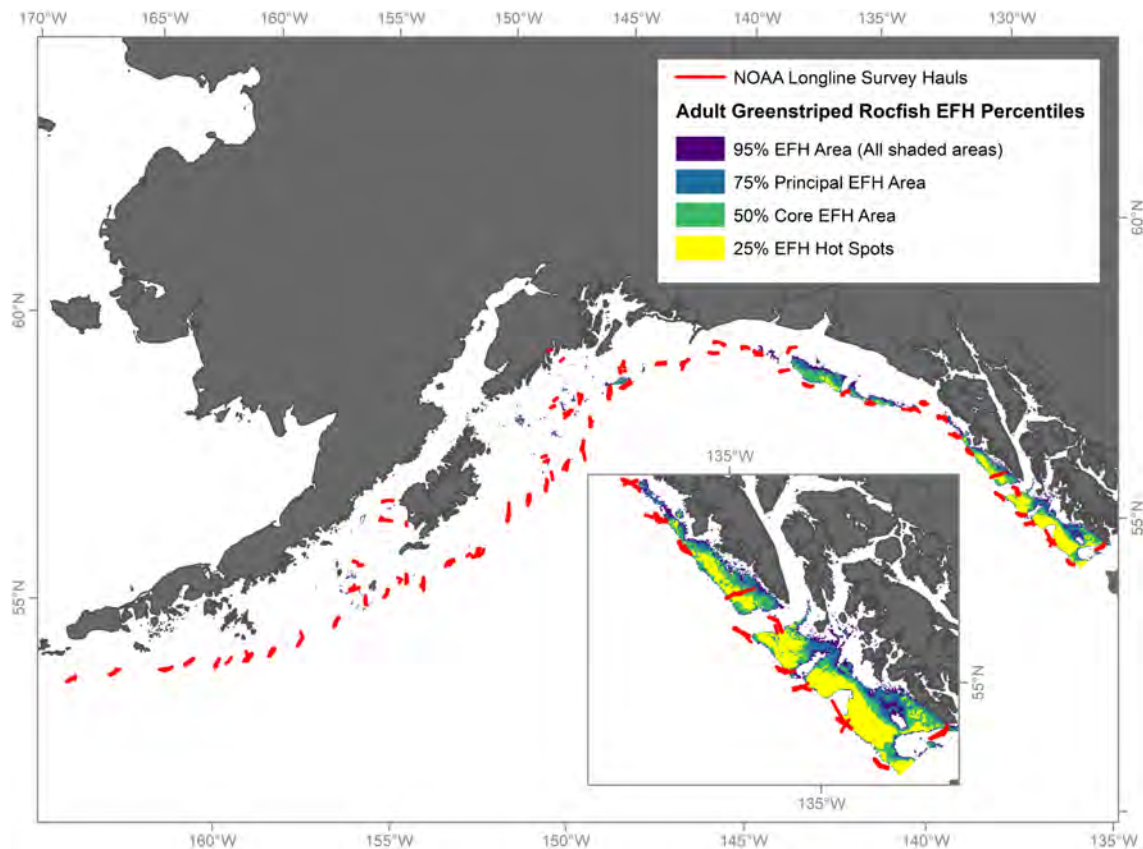 170°W 165°W 160°W 155°W 150°W 145°W 140°W 135°W 130°W
NOAA Longline Survey Hauls
Adult Greenstriped Rocfish EFH Percentiles
95% EFH Area (All shaded areas)
75% Principal EFH Area
50% Core EFH Area
25% EFH Hot Spots
60°N
60°N
135°W
55°N
55°N
55°N
135°W
160°W 155°W 150°W 145°W 140°W 135°W